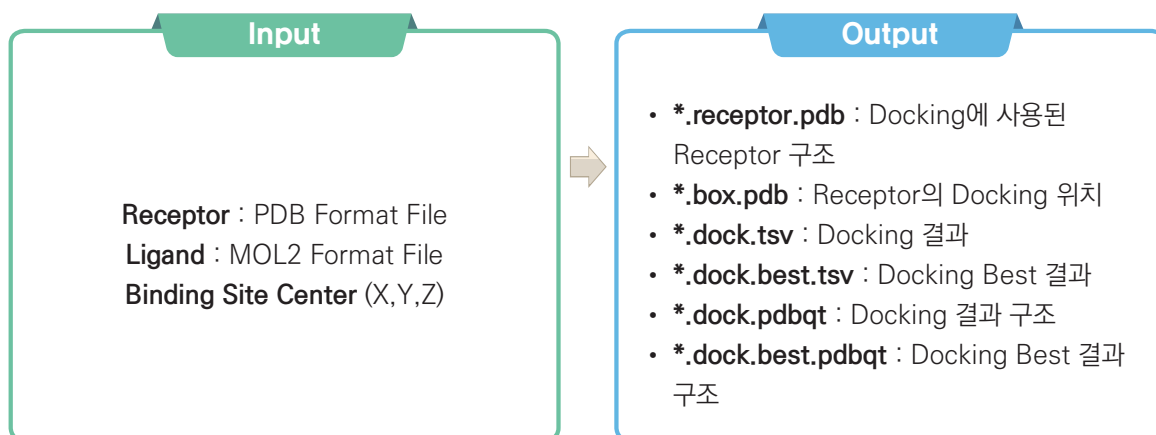 Input
Receptor : PDB Format File
Ligand : MOL2 Format File
Binding Site Center (X,Y,Z)
Output
• *.receptor.pdb : Docking에 사용된
Receptor 구조
• *.box.pdb : Receptor의 Docking 위치
• *.dock.tsv : Docking 결과
• *.dock.best.tsv : Docking Best 결과
• *.dock.pdbqt : Docking 결과 구조
• *.dock.best.pdbqt : Docking Best 결과
구조